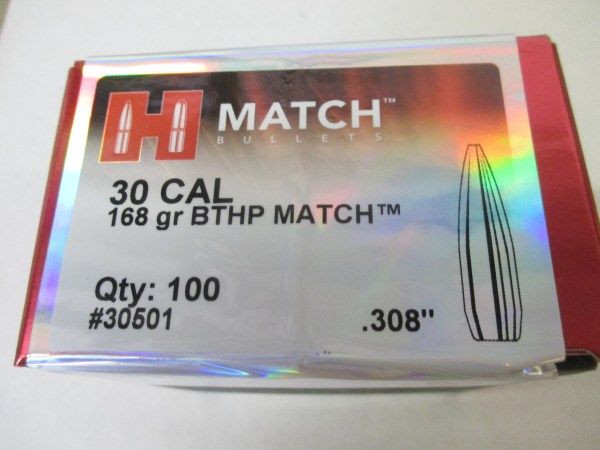 H
MATCH™
BULLETS
30 CAL
168 gr BTHP MATCH™
Qty: 100
#30501
.308"